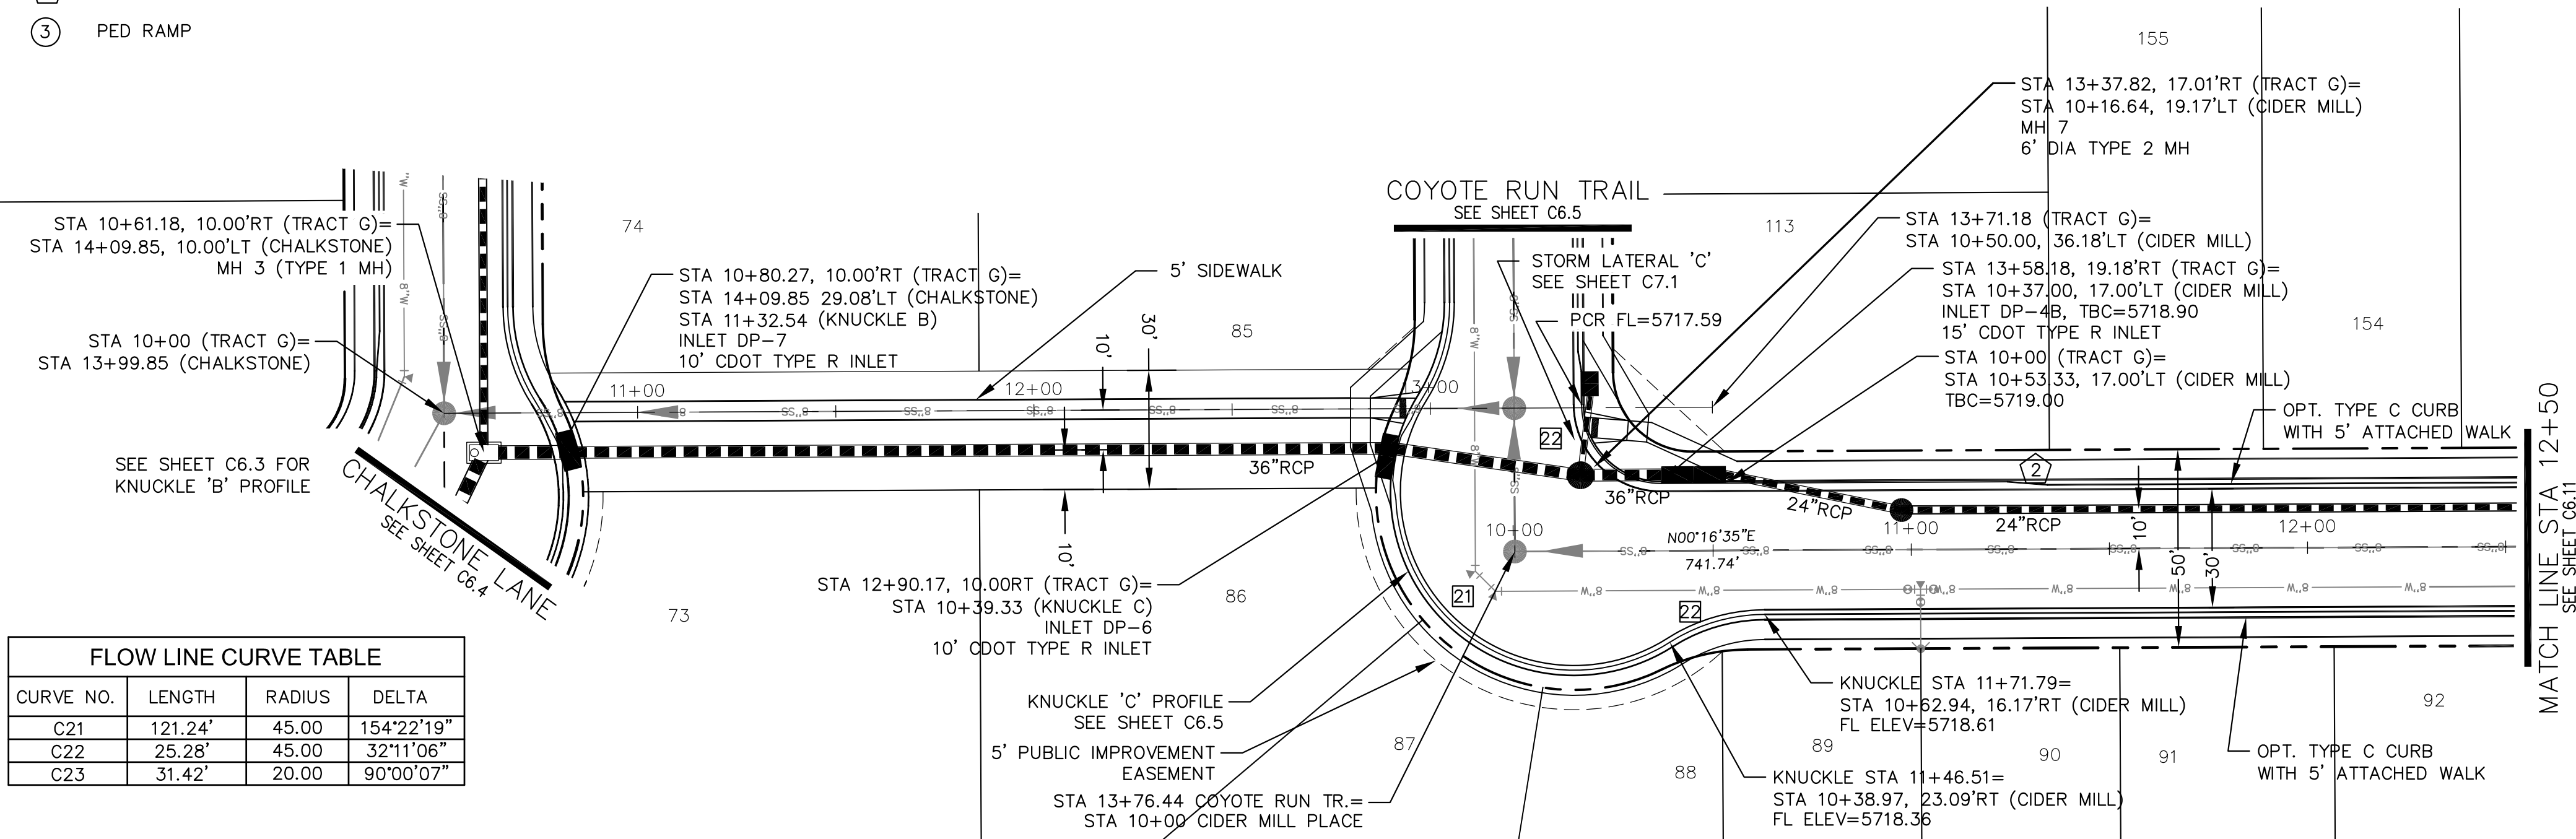 3 PED RAMP
155
STA 13+37.82, 17.01'RT (TRACT G)=
STA 10+16.64, 19.17'LT (CIDER MILL)
MH 7
6' DIA TYPE 2 MH
COYOTE RUN TRAIL
SEE SHEET C6.5
STA 10+61.18, 10.00'RT (TRACT G)=
STA 14+09.85, 10.00'LT (CHALKSTONE)
MH 3 (TYPE 1 MH)
74
113
STA 13+71.18 (TRACT G)=
STA 10+50.00, 36.18'LT (CIDER MILL)
STA 10+80.27, 10.00'RT (TRACT G)=
STA 14+09.85 29.08'LT (CHALKSTONE)
STA 11+32.54 (KNUCKLE B)
INLET DP-7
10' CDOT TYPE R INLET
5' SIDEWALK
STORM LATERAL 'C'
SEE SHEET C7.1
STA 13+58.18, 19.18'RT (TRACT G)=
STA 10+37.00, 17.00'LT (CIDER MILL)
INLET DP-4B, TBC=5718.90
15' CDOT TYPE R INLET
PCR FL=5717.59
154
85
30'
10'
STA 10+00 (TRACT G)=
STA 13+99.85 (CHALKSTONE)
STA 10+00 (TRACT G)=
STA 10+53.33, 17.00'LT (CIDER MILL)
TBC=5719.00
11+00
12+00
13+00
8"SS
8"W
OPT. TYPE C CURB
WITH 5' ATTACHED WALK
22
2
SEE SHEET C6.3 FOR
KNUCKLE 'B' PROFILE
36"RCP
36"RCP
24"RCP
24"RCP
CHALKSTONE LANE
SEE SHEET C6.4
10'
10+00
11+00
12+00
N00°16'35"E
741.74'
10'
50'
30'
MATCH LINE STA 12+50
SEE SHEET C6.11
STA 12+90.17, 10.00RT (TRACT G)=
STA 10+39.33 (KNUCKLE C)
INLET DP-6
10' CDOT TYPE R INLET
73
86
21
22
8"W
FLOW LINE CURVE TABLE
CURVE NO. LENGTH RADIUS DELTA
C21 121.24' 45.00 154°22'19"
C22 25.28' 45.00 32°11'06"
C23 31.42' 20.00 90°00'07"
KNUCKLE 'C' PROFILE
SEE SHEET C6.5
5' PUBLIC IMPROVEMENT
EASEMENT
STA 13+76.44 COYOTE RUN TR.=
STA 10+00 CIDER MILL PLACE
KNUCKLE STA 11+71.79=
STA 10+62.94, 16.17'RT (CIDER MILL)
FL ELEV=5718.61
87
88
89
90
91
92
KNUCKLE STA 11+46.51=
STA 10+38.97, 23.09'RT (CIDER MILL)
FL ELEV=5718.36
OPT. TYPE C CURB
WITH 5' ATTACHED WALK